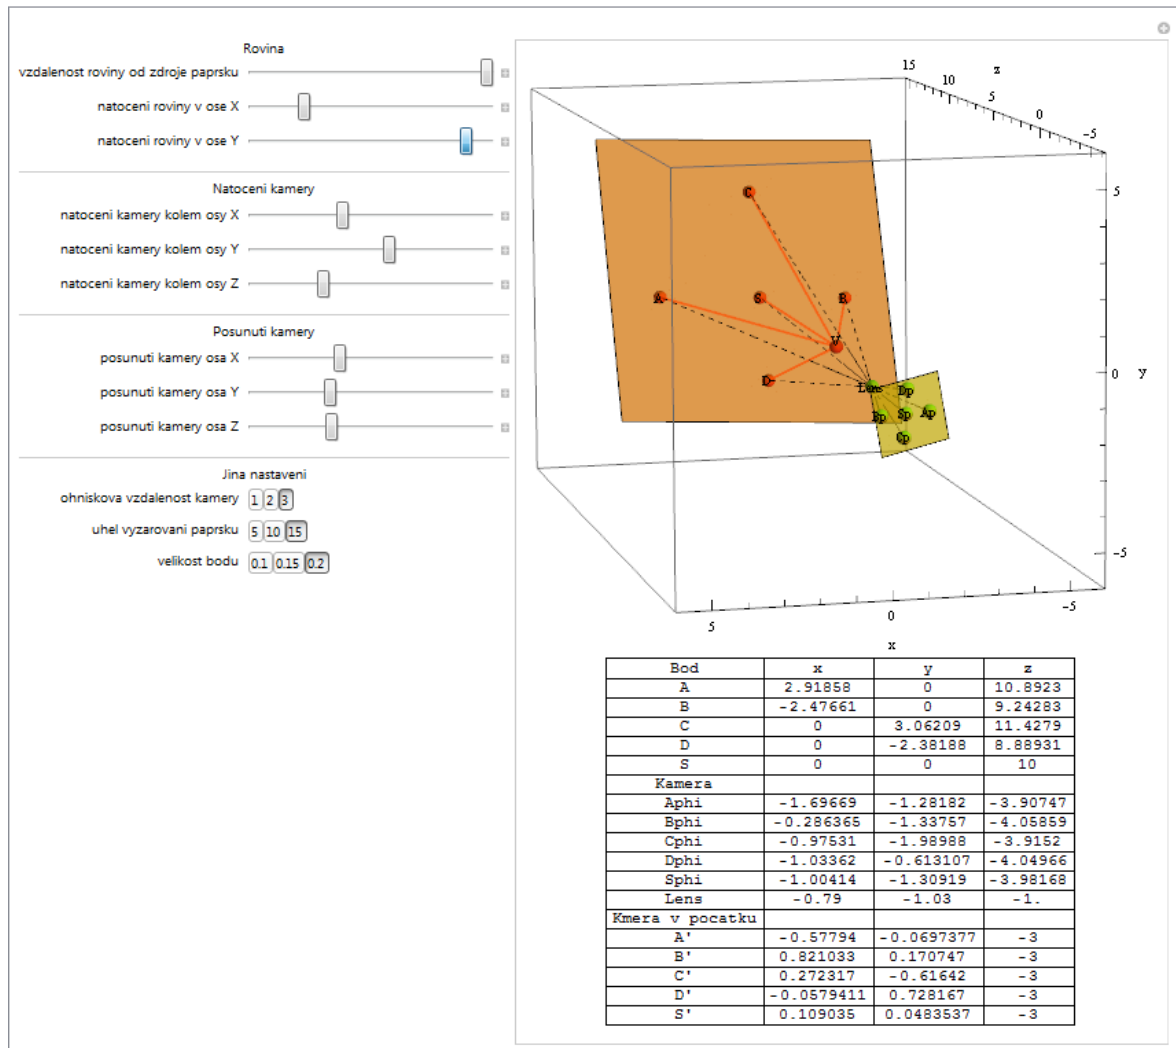 Rovina
vzdalenost roviny od zdroje paprsku
natoceni roviny v ose X
natoceni roviny v ose Y
Natoceni kamery
natoceni kamery kolem osy X
natoceni kamery kolem osy Y
natoceni kamery kolem osy Z
Posunuti kamery
posunuti kamery osa X
posunuti kamery osa Y
posunuti kamery osa Z
Jina nastaveni
ohniskova vzdalenost kamery 1 2 3
uhel vyzarovani paprsku 5 10 15
velikost bodu 0.1 0.15 0.2
15 10 z 5 0 -5
5
0 y
-5
C
A S B
V
D Lens Dp
Bp Sp Ap
Cp
5 0 -5
x
Bod x y z
A 2.91858 0 10.8923
B -2.47661 0 9.24283
C 0 3.06209 11.4279
D 0 -2.38188 8.88931
S 0 0 10
Kamera
Aphi -1.69669 -1.28182 -3.90747
Bphi -0.286365 -1.33757 -4.05859
Cphi -0.97531 -1.98988 -3.9152
Dphi -1.03362 -0.613107 -4.04966
Sphi -1.00414 -1.30919 -3.98168
Lens -0.79 -1.03 -1.
Kmera v pocatku
A' -0.57794 -0.0697377 -3
B' 0.821033 0.170747 -3
C' 0.272317 -0.61642 -3
D' -0.0579411 0.728167 -3
S' 0.109035 0.0483537 -3